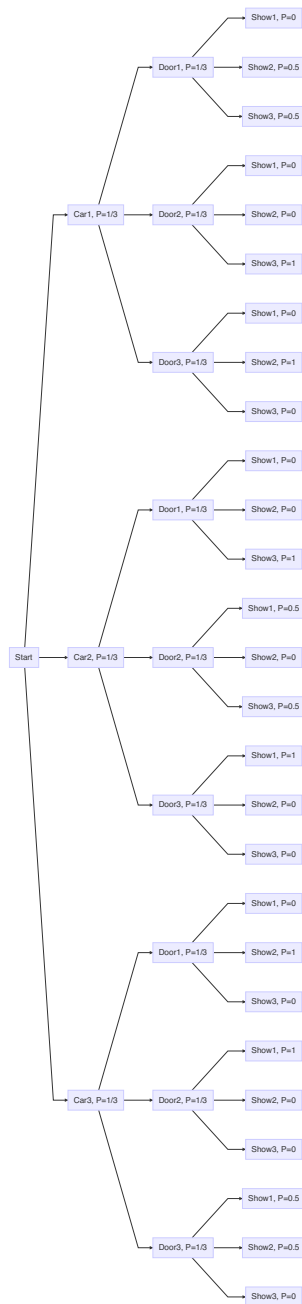 Show1, P=0
Door1, P=1/3
Show2, P=0.5
Show3, P=0.5
Show1, P=0
Car1, P=1/3
Door2, P=1/3
Show2, P=0
Show3, P=1
Show1, P=0
Door3, P=1/3
Show2, P=1
Show3, P=0
Show1, P=0
Door1, P=1/3
Show2, P=0
Show3, P=1
Show1, P=0.5
Start
Car2, P=1/3
Door2, P=1/3
Show2, P=0
Show3, P=0.5
Show1, P=1
Door3, P=1/3
Show2, P=0
Show3, P=0
Show1, P=0
Door1, P=1/3
Show2, P=1
Show3, P=0
Show1, P=1
Car3, P=1/3
Door2, P=1/3
Show2, P=0
Show3, P=0
Show1, P=0.5
Door3, P=1/3
Show2, P=0.5
Show3, P=0